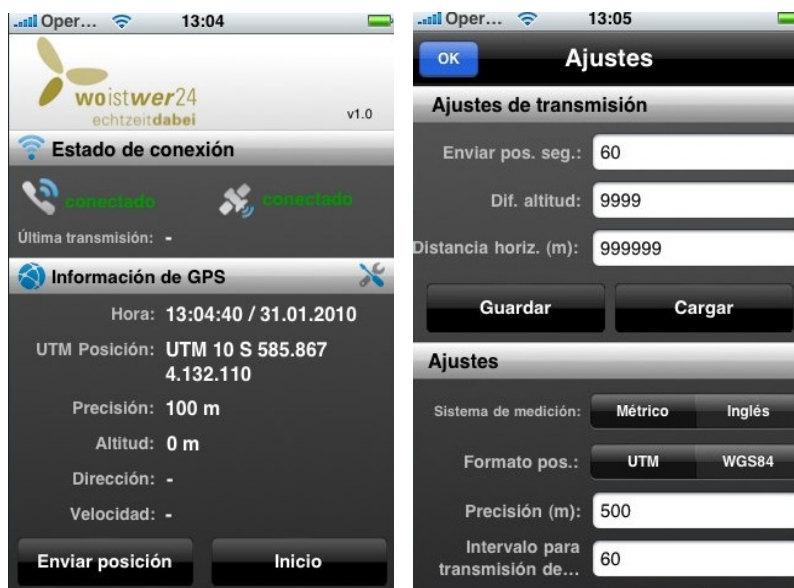 Oper... 13:04
woistwer24
echtzeitdabei
v1.0
Estado de conexión
conectado conectado
Última transmisión: -
Información de GPS
Hora: 13:04:40 / 31.01.2010
UTM Posición: UTM 10 S 585.867
4.132.110
Precisión: 100 m
Altitud: 0 m
Dirección: -
Velocidad: -
Enviar posición Inicio
Oper... 13:05
OK Ajustes
Ajustes de transmisión
Enviar pos. seg.: 60
Dif. altitud: 9999
Distancia horiz. (m): 999999
Guardar Cargar
Ajustes
Sistema de medición: Métrico Inglés
Formato pos.: UTM WGS84
Precisión (m): 500
Intervalo para
transmisión de... 60